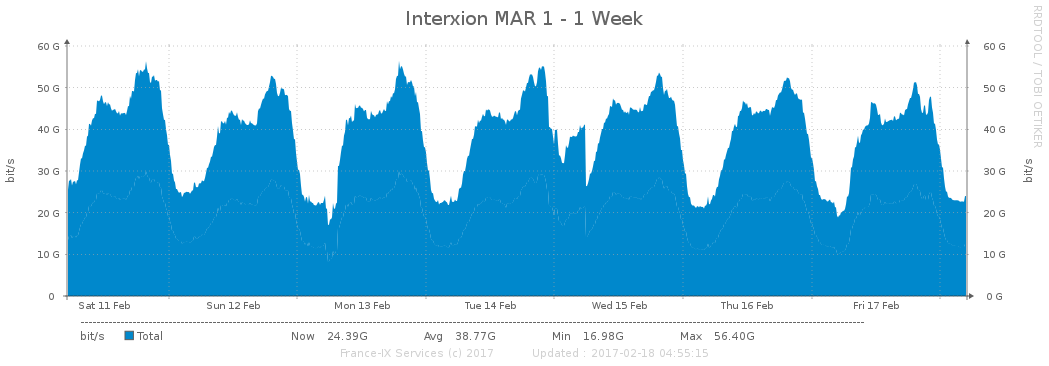 Interxion MAR 1 - 1 Week
RRDTOOL / TOBI OETIKER
bit/s
bit/s
60 G 60 G
50 G 50 G
40 G 40 G
30 G 30 G
20 G 20 G
10 G 10 G
0 0 G
Sat 11 Feb Sun 12 Feb Mon 13 Feb Tue 14 Feb Wed 15 Feb Thu 16 Feb Fri 17 Feb
bit/s Total Now 24.39G Avg 38.77G Min 16.98G Max 56.40G
France-IX Services (c) 2017 Updated : 2017-02-18 04:55:15